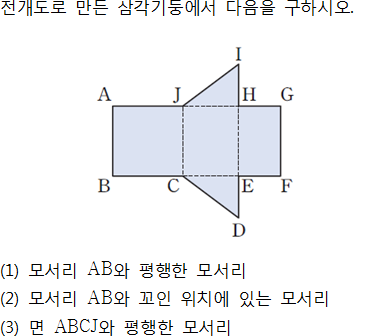 전개도로 만든 삼각기둥에서 다음을 구하시오.
I
A J H G
B C E F
D
(1) 모서리 AB와 평행한 모서리
(2) 모서리 AB와 꼬인 위치에 있는 모서리
(3) 면 ABCJ와 평행한 모서리